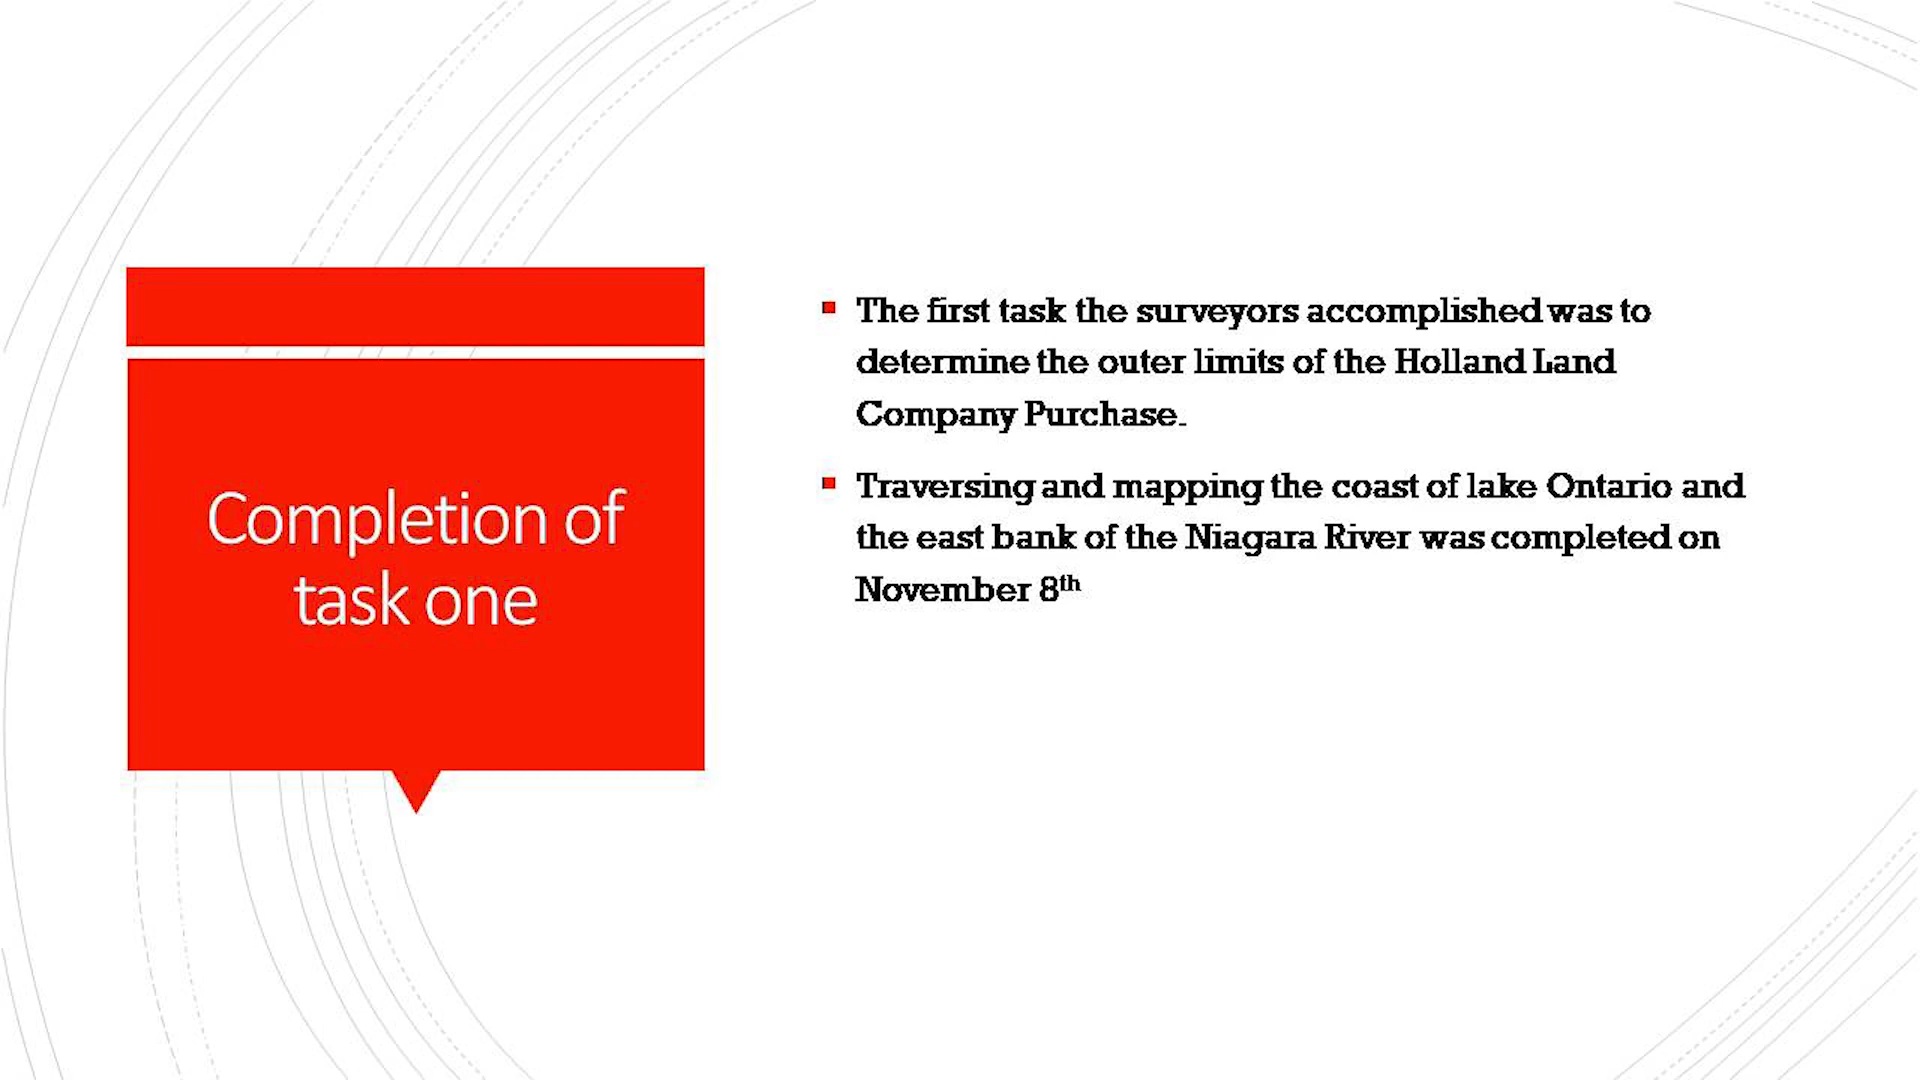 Completion of
task one
The first task the surveyors accomplished was to
determine the outer limits of the Holland Land
Company Purchase.
Traversing and mapping the coast of lake Ontario and
the east bank of the Niagara River was completed on
November 8th